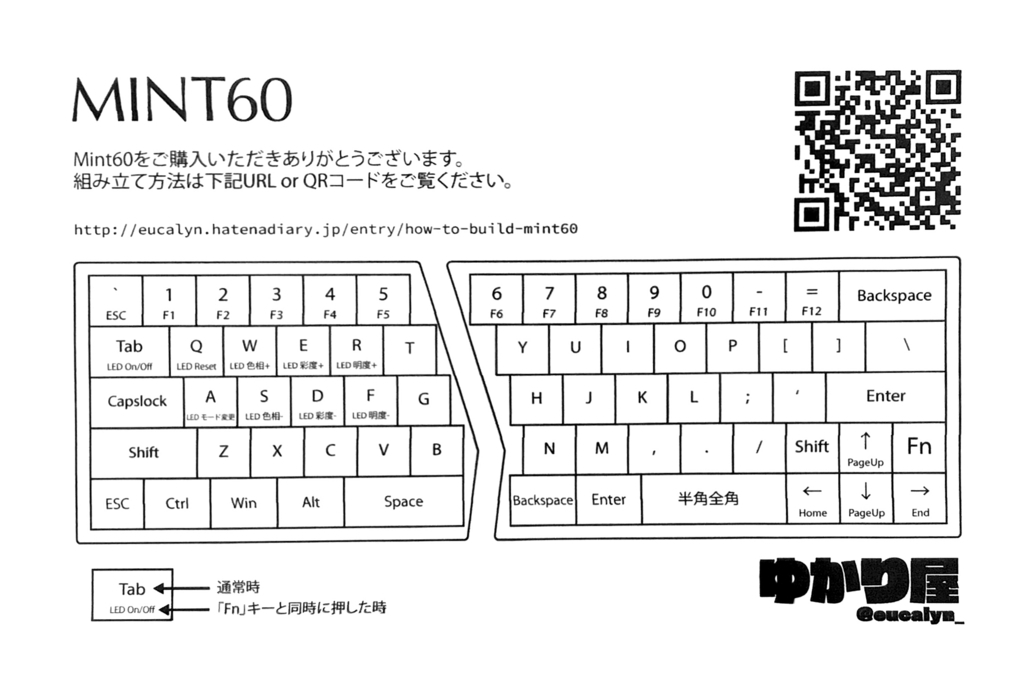 MINT60
Mint60をご購入いただきありがとうございます。
組み立て方法は下記URL or QRコードをご覧ください。
http://eucalyn.hatenadiary.jp/entry/how-to-build-mint60
` 1 2 3 4 5
ESC F1 F2 F3 F4 F5
Tab Q W E R T
LED On/Off LED Reset LED 色相+ LED 彩度+ LED 明度+
Capslock A S D F G
LED モード変更 LED 色相- LED 彩度- LED 明度-
Shift Z X C V B
ESC Ctrl Win Alt Space
6 7 8 9 0 - = Backspace
F6 F7 F8 F9 F10 F11 F12
Y U I O P [ ] \
H J K L ; ' Enter
N M , . / Shift ↑ Fn
PageUp
Backspace Enter 半角全角 ← ↓ →
Home PageUp End
Tab 通常時
LED On/Off 「Fn」キーと同時に押した時
ゆかり屋
@eucalyn_